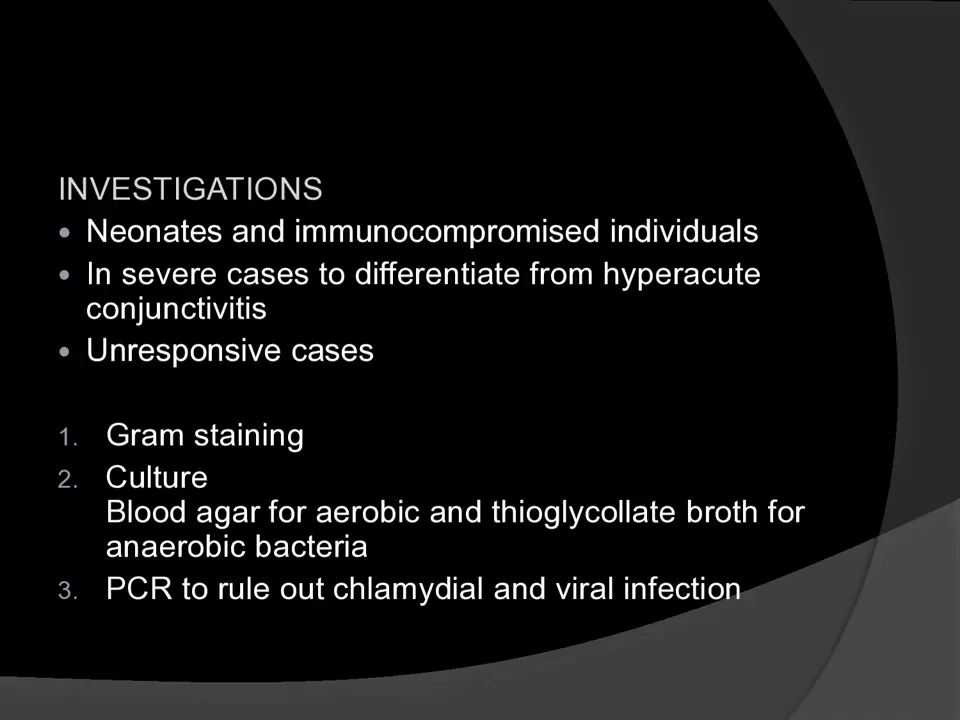 INVESTIGATIONS
• Neonates and immunocompromised individuals
• In severe cases to differentiate from hyperacute
conjunctivitis
• Unresponsive cases
1. Gram staining
2. Culture
Blood agar for aerobic and thioglycollate broth for
anaerobic bacteria
3. PCR to rule out chlamydial and viral infection